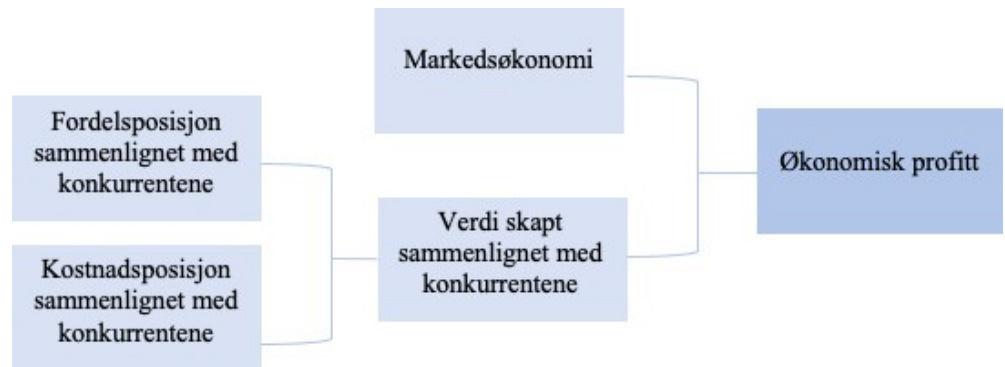 Markedsøkonomi
Fordelsposisjon
sammenlignet med
konkurrentene
Økonomisk profitt
Verdi skapt
sammenlignet med
konkurrentene
Kostnadsposisjon
sammenlignet med
konkurrentene